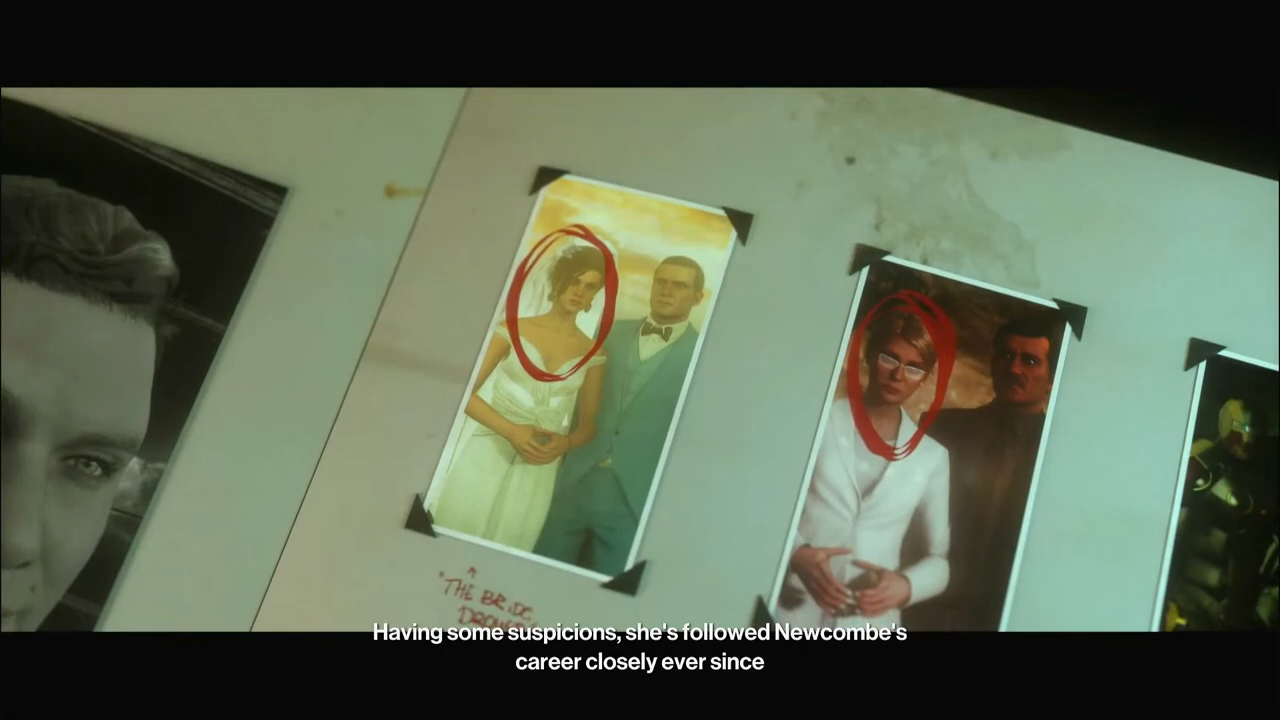 "THE BRIDE
Having some suspicions, she's followed Newcombe's
career closely ever since